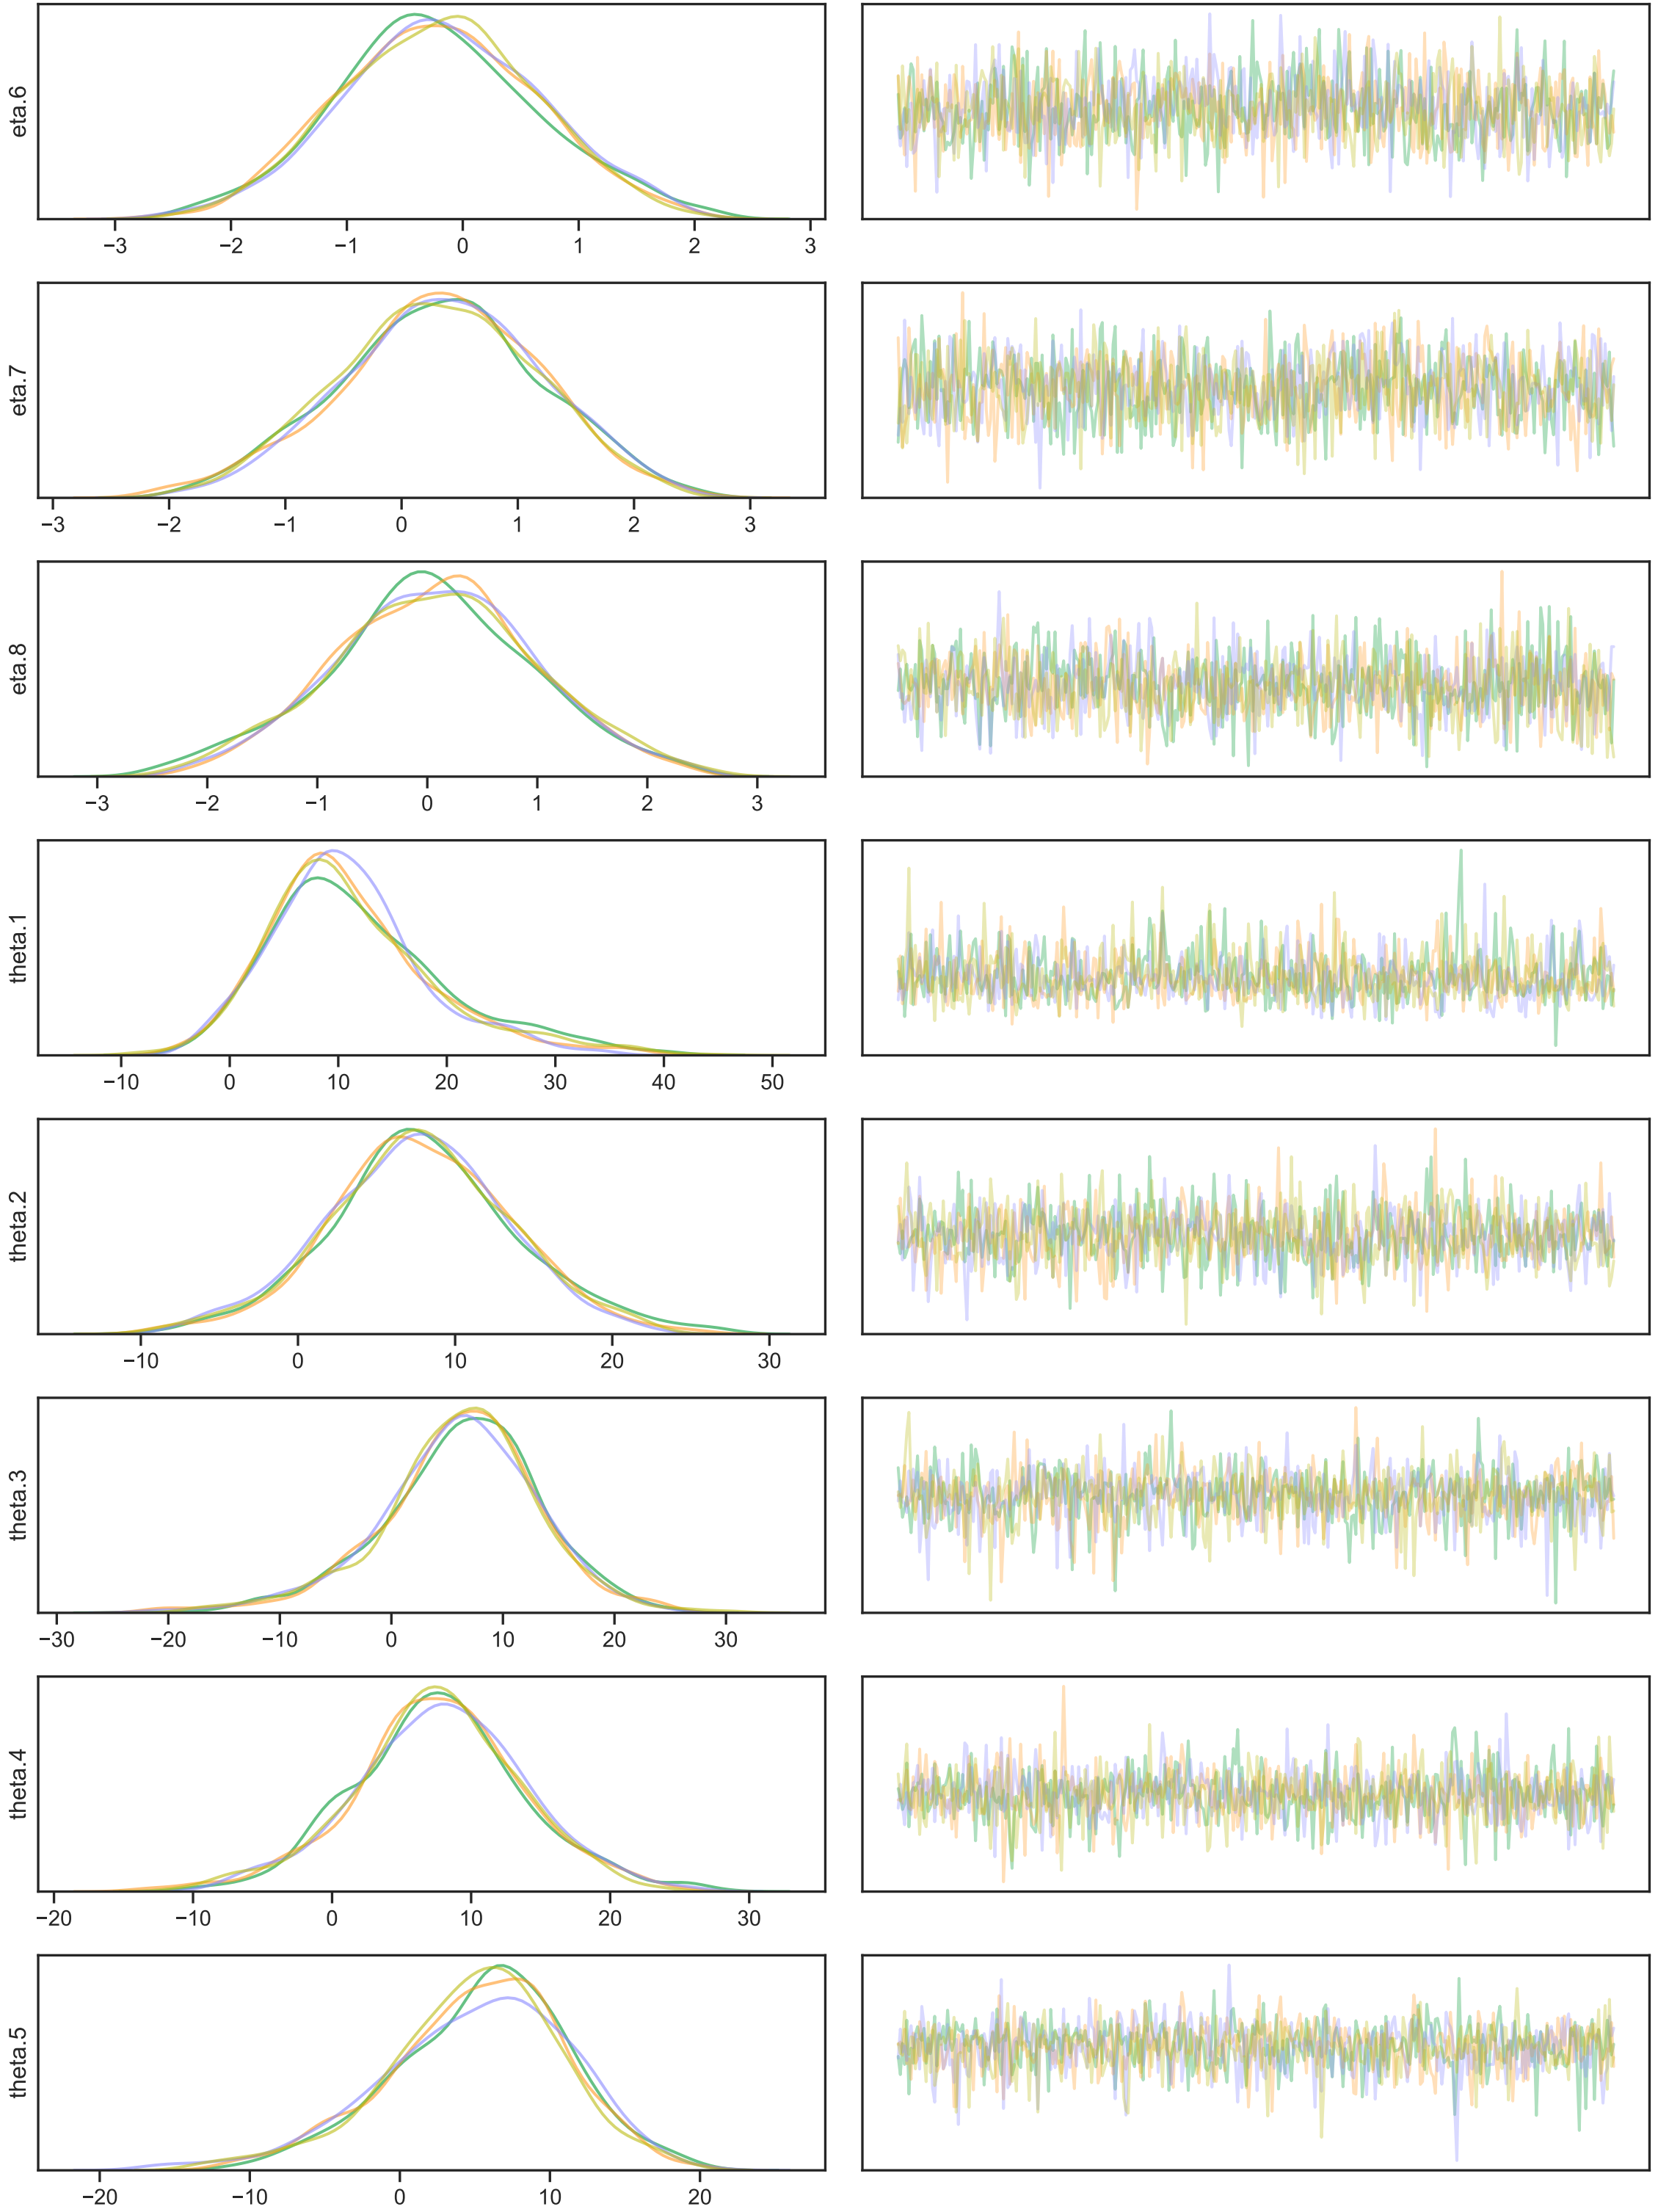 eta.6
−3 −2 −1 0 1 2 3
eta.7
−3 −2 −1 0 1 2 3
eta.8
−3 −2 −1 0 1 2 3
theta.1
−10 0 10 20 30 40 50
theta.2
−10 0 10 20 30
theta.3
−30 −20 −10 0 10 20 30
theta.4
−20 −10 0 10 20 30
theta.5
−20 −10 0 10 20